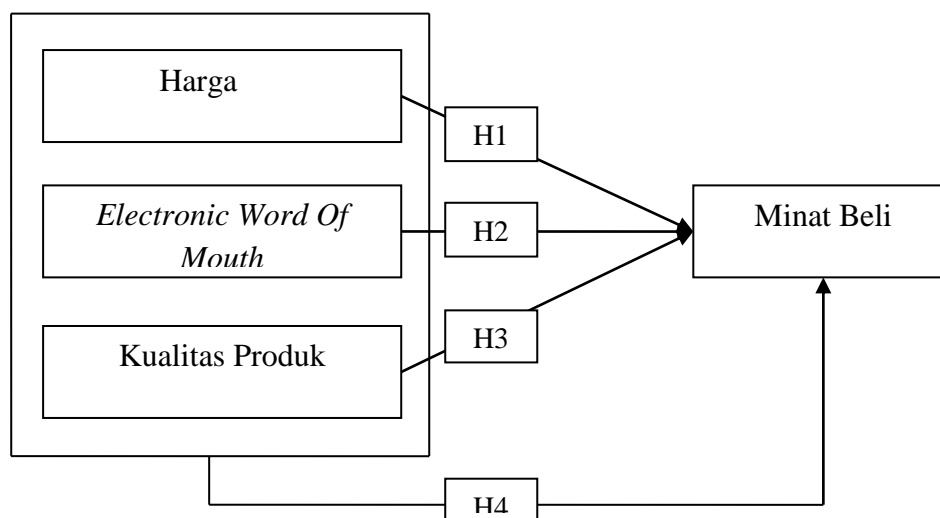 Harga
H1
Electronic Word Of
Mouth
H2
Minat Beli
Kualitas Produk
H3
H4